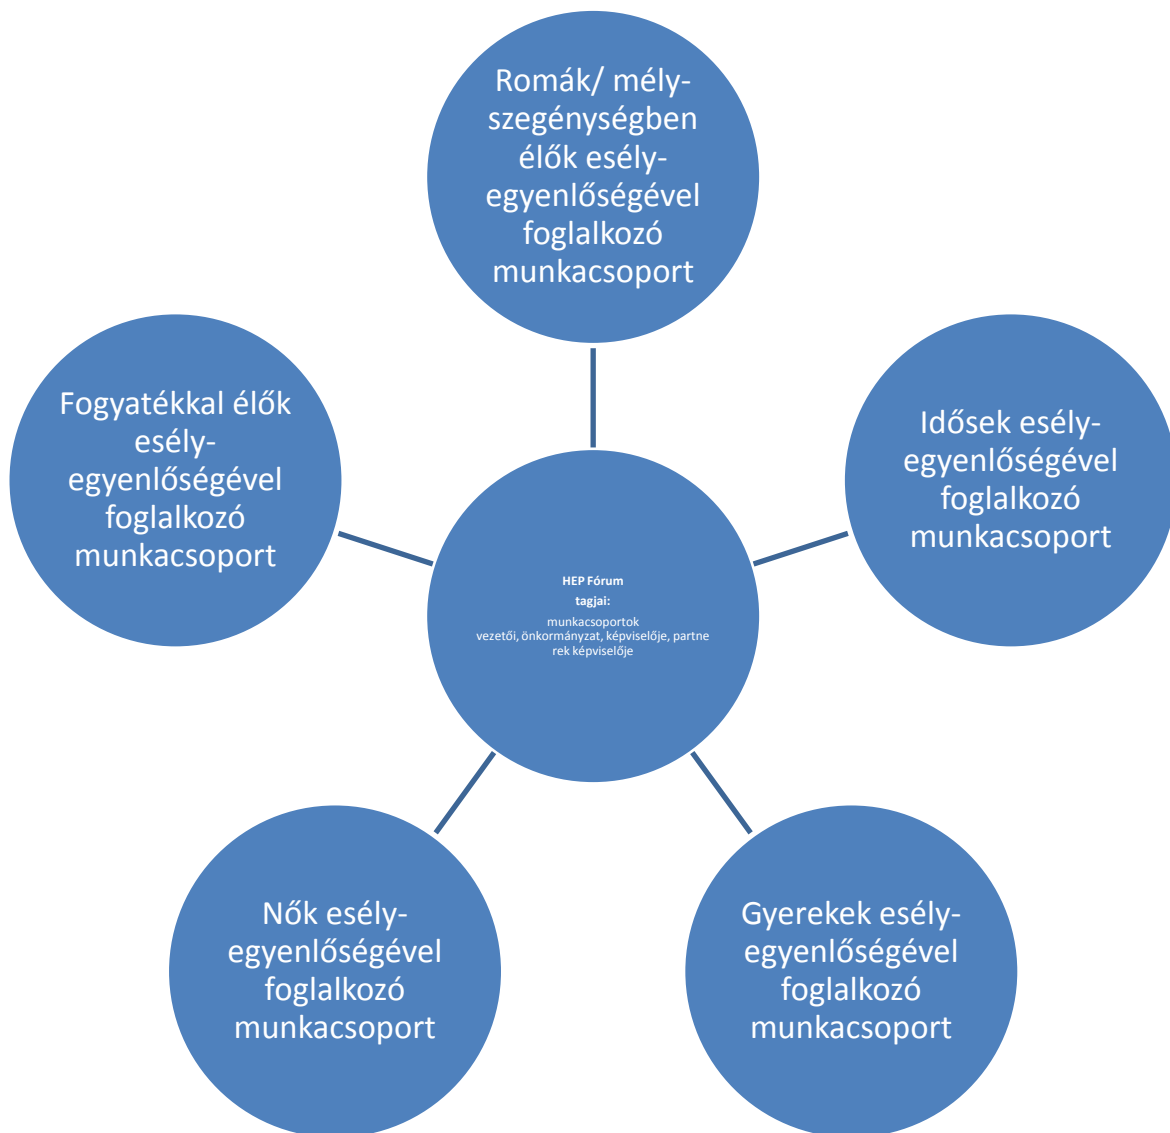 Romák/ mély-
szegénységben
élők esély-
egyenlőségével
foglalkozó
munkacsoport
Fogyatékkal élők
esély-
egyenlőségével
foglalkozó
munkacsoport
Idősek esély-
egyenlőségével
foglalkozó
munkacsoport
HEP Fórum
tagjai:
munkacsoportok
vezetői, önkormányzat, képviselője, partne
rek képviselője
Nők esély-
egyenlőségével
foglalkozó
munkacsoport
Gyerekek esély-
egyenlőségével
foglalkozó
munkacsoport